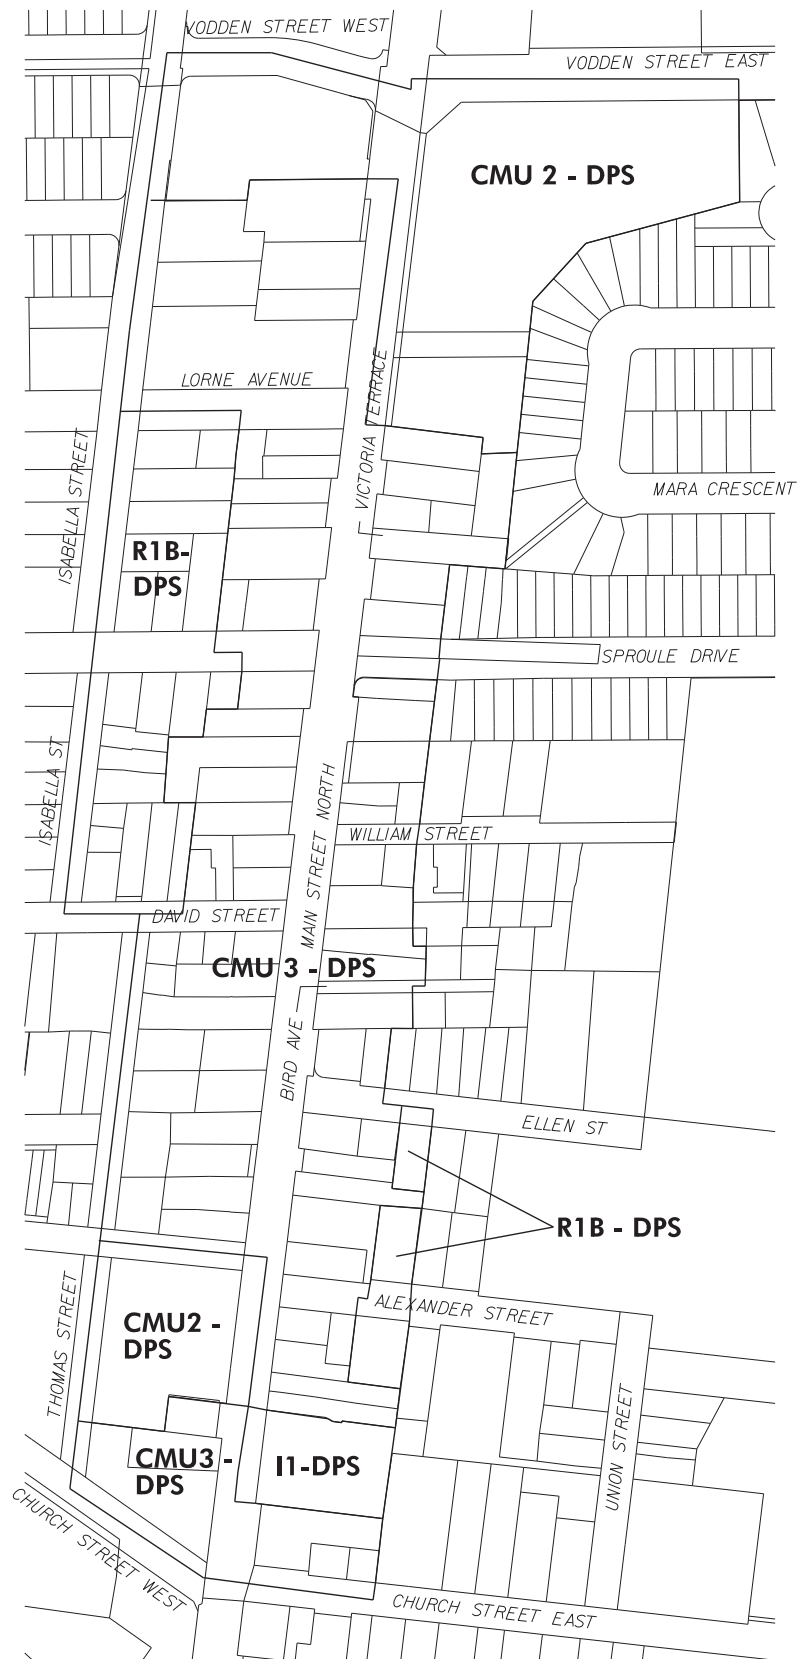 VODDEN STREET WEST
VODDEN STREET EAST
CMU 2 - DPS
LORNE AVENUE
VICTORIA TERRACE
ISABELLA STREET
MARA CRESCENT
R1B-
DPS
SPROULE DRIVE
ISABELLA ST
MAIN STREET NORTH
WILLIAM STREET
DAVID STREET
CMU 3 - DPS
BIRD AVE
ELLEN ST
R1B - DPS
THOMAS STREET
ALEXANDER STREET
CMU2 -
DPS
UNION STREET
CMU3 -
DPS
I1-DPS
CHURCH STREET WEST
CHURCH STREET EAST